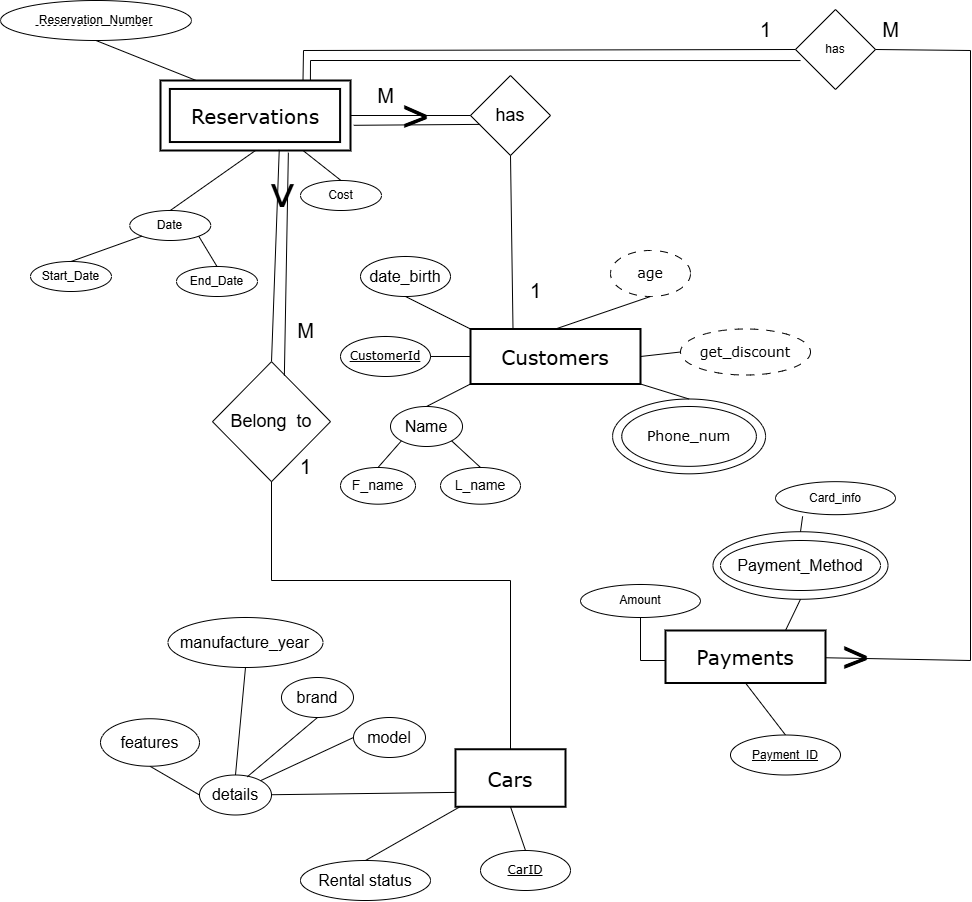 Reservation_Number
1
M
has
M
Reservations
has
Cost
Date
Start_Date
End_Date
date_birth
age
1
M
CustomerId
Customers
get_discount
Belong to
Name
Phone_num
1
F_name
L_name
Card_info
Payment_Method
Amount
manufacture_year
Payments
brand
features
model
Payment_ID
details
Cars
Rental status
CarID